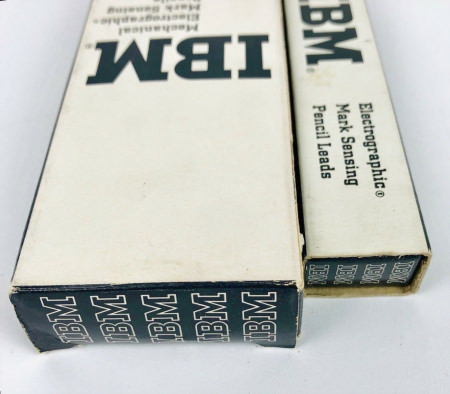 IBM®
Mechanical
Electrographic®
Mark Sensing
IBM®
Electrographic®
Mark Sensing
Pencil Leads
IBM IBM IBM IBM IBM
IBM IBM IBM IBM